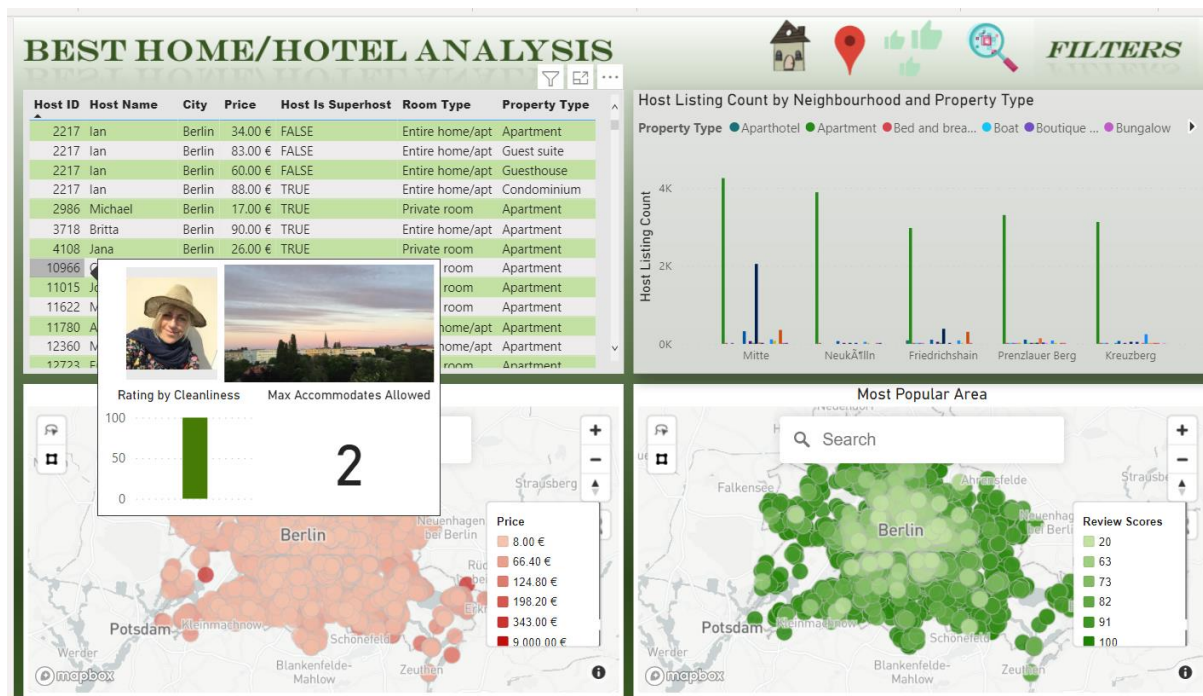 BEST HOME/HOTEL ANALYSIS
FILTERS
Host ID Host Name City Price Host Is Superhost Room Type Property Type
2217 Ian Berlin 34.00 € FALSE Entire home/apt Apartment
2217 Ian Berlin 83.00 € FALSE Entire home/apt Guest suite
2217 Ian Berlin 60.00 € FALSE Entire home/apt Guesthouse
2217 Ian Berlin 88.00 € TRUE Entire home/apt Condominium
2986 Michael Berlin 17.00 € TRUE Private room Apartment
3718 Britta Berlin 90.00 € TRUE Entire home/apt Apartment
4108 Jana Berlin 26.00 € TRUE Private room Apartment
10966 room Apartment
11015 room Apartment
11622 room Apartment
11780 home/apt Apartment
12360 home/apt Apartment
12723 room Apartment
Rating by Cleanliness
100
50
0
Max Accommodates Allowed
2
Host Listing Count by Neighbourhood and Property Type
Property Type Aparthotel Apartment Bed and brea... Boat Boutique ... Bungalow
Host Listing Count
4K
2K
0K
Mitte NeukÃ¶lln Friedrichshain Prenzlauer Berg Kreuzberg
Strausberg
Neuenhagen
bei Berlin
Berlin
Potsdam
Kleinmachnow
Schönefeld
Werder
Blankenfelde-
Mahlow
Zeuthen
mapbox
Price
8.00 €
66.40 €
124.80 €
198.20 €
343.00 €
9,000.00 €
Most Popular Area
Search
Falkensee
Ahrensfelde
Berlin
Potsdam
Kleinmachnow
Schönefeld
Werder
Blankenfelde-
Mahlow
mapbox
Review Scores
20
63
73
82
91
100